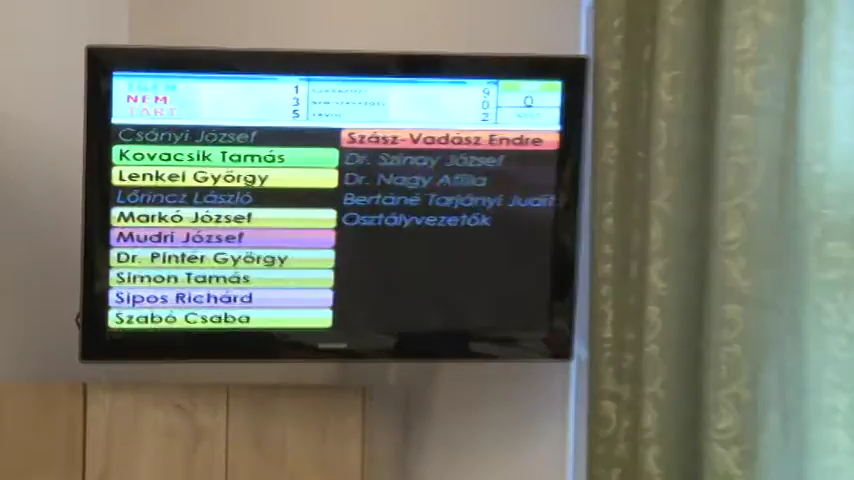 IGEN 1 9
NEM 3 0
TART 5 2
Csányi József
Kovacsik Tamás
Lenkei György
Lőrincz László
Markó József
Mudri József
Dr. Pintér György
Simon Tamás
Sipos Richárd
Szabó Csaba
Szász-Vadász Endre
Dr. Szinay József
Dr. Nagy Attila
Bertáné Tarjányi Judit
Osztályvezetők